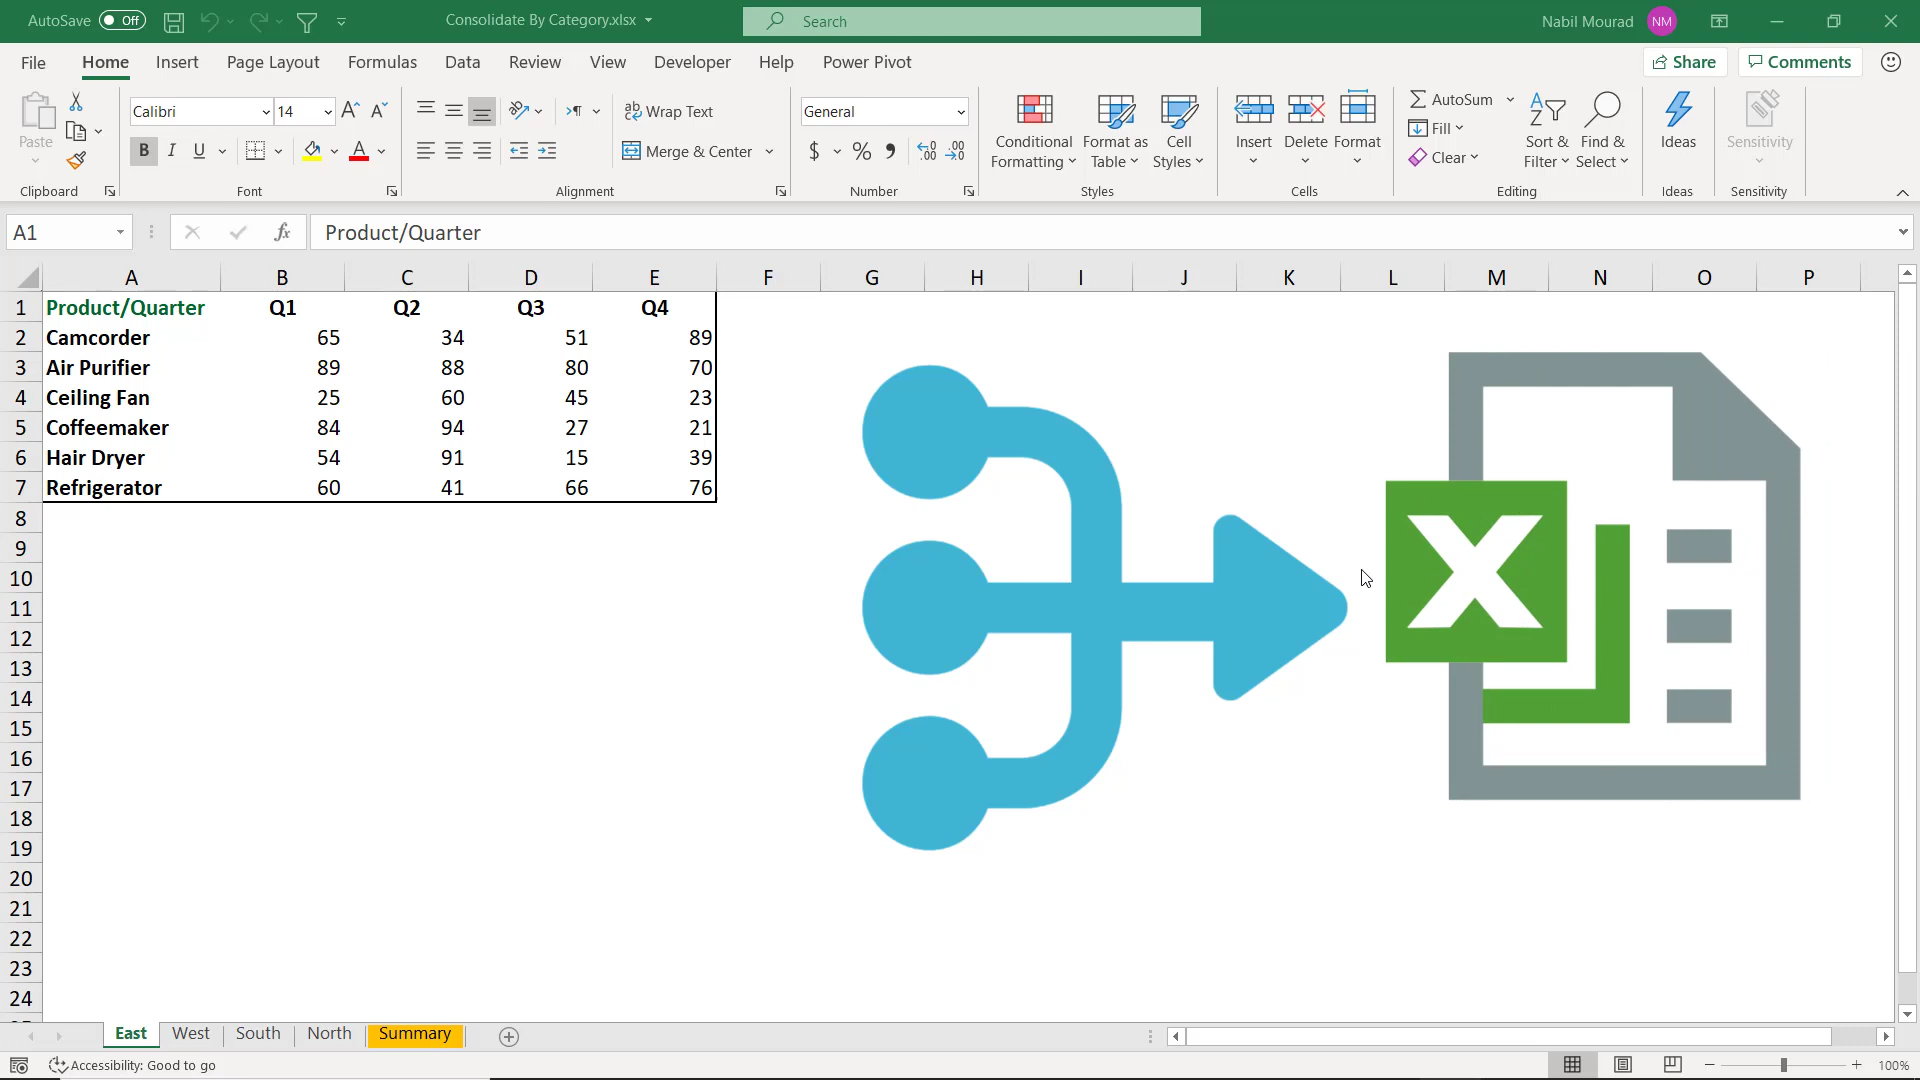 AutoSave Off Consolidate By Category.xlsx Search Nabil Mourad NM
File Home Insert Page Layout Formulas Data Review View Developer Help Power Pivot Share Comments
Paste Calibri 14 A A Wrap Text General Conditional Formatting Format as Table Cell Styles Insert Delete Format AutoSum Fill Clear Sort & Filter Find & Select Ideas Sensitivity
B I U A Merge & Center $ %
Clipboard Font Alignment Number Styles Cells Editing Ideas Sensitivity
A1 fx Product/Quarter
A B C D E F G H I J K L M N O P
1 Product/Quarter Q1 Q2 Q3 Q4
2 Camcorder 65 34 51 89
3 Air Purifier 89 88 80 70
4 Ceiling Fan 25 60 45 23
5 Coffeemaker 84 94 27 21
6 Hair Dryer 54 91 15 39
7 Refrigerator 60 41 66 76
8
9
10
11
12
13
14
15
16
17
18
19
20
21
22
23
24
East West South North Summary
Accessibility: Good to go 100%